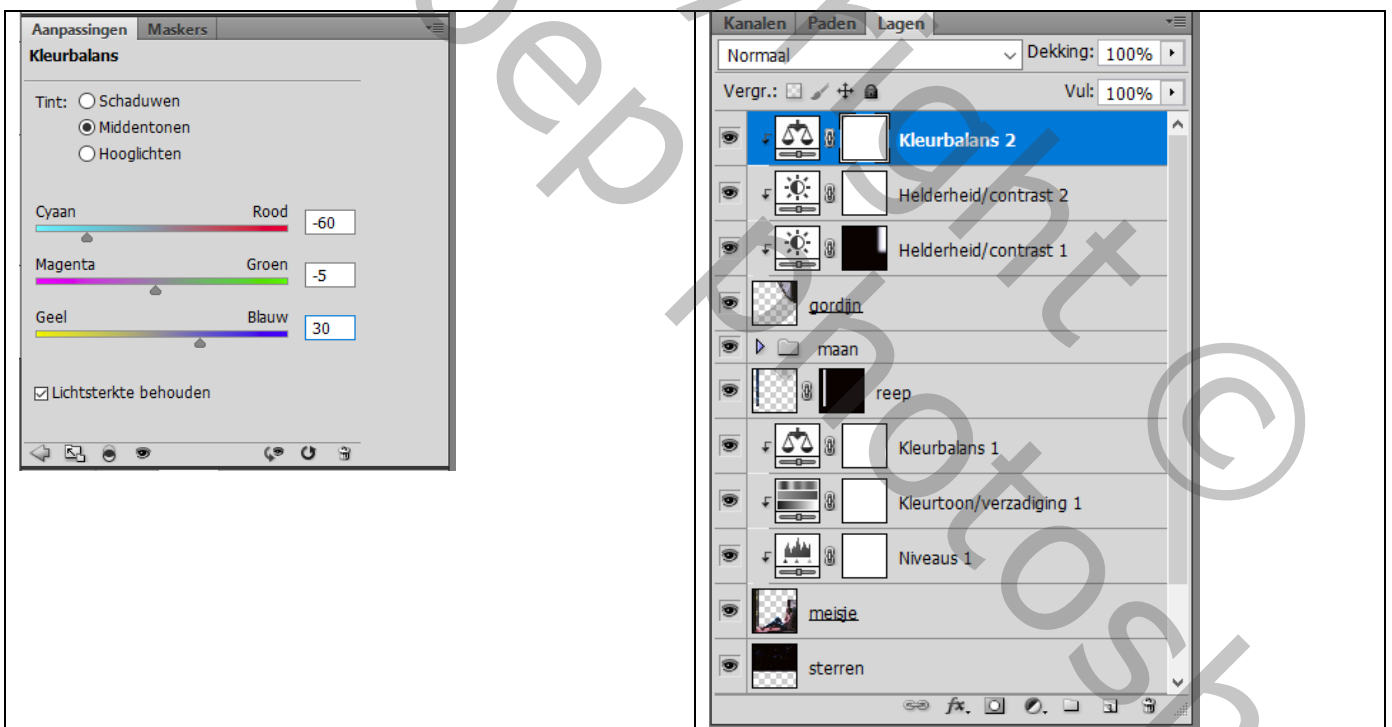 Aanpassingen Maskers
Kleurbalans
Tint: Schaduwen
Middentonen
Hooglichten
Cyaan Rood -60
Magenta Groen -5
Geel Blauw 30
Lichtsterkte behouden
Kanalen Paden Lagen
Normaal Dekking: 100%
Vergr.: Vul: 100%
Kleurbalans 2
Helderheid/contrast 2
Helderheid/contrast 1
gordijn
maan
reep
Kleurbalans 1
Kleurtoon/verzadiging 1
Niveaus 1
meisje
sterren
fx.